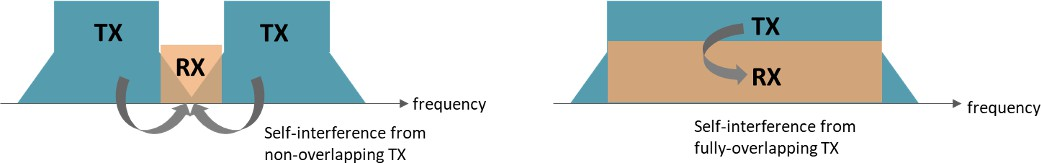 TX
TX
RX
frequency
Self-interference from
non-overlapping TX
TX
RX
frequency
Self-interference from
fully-overlapping TX